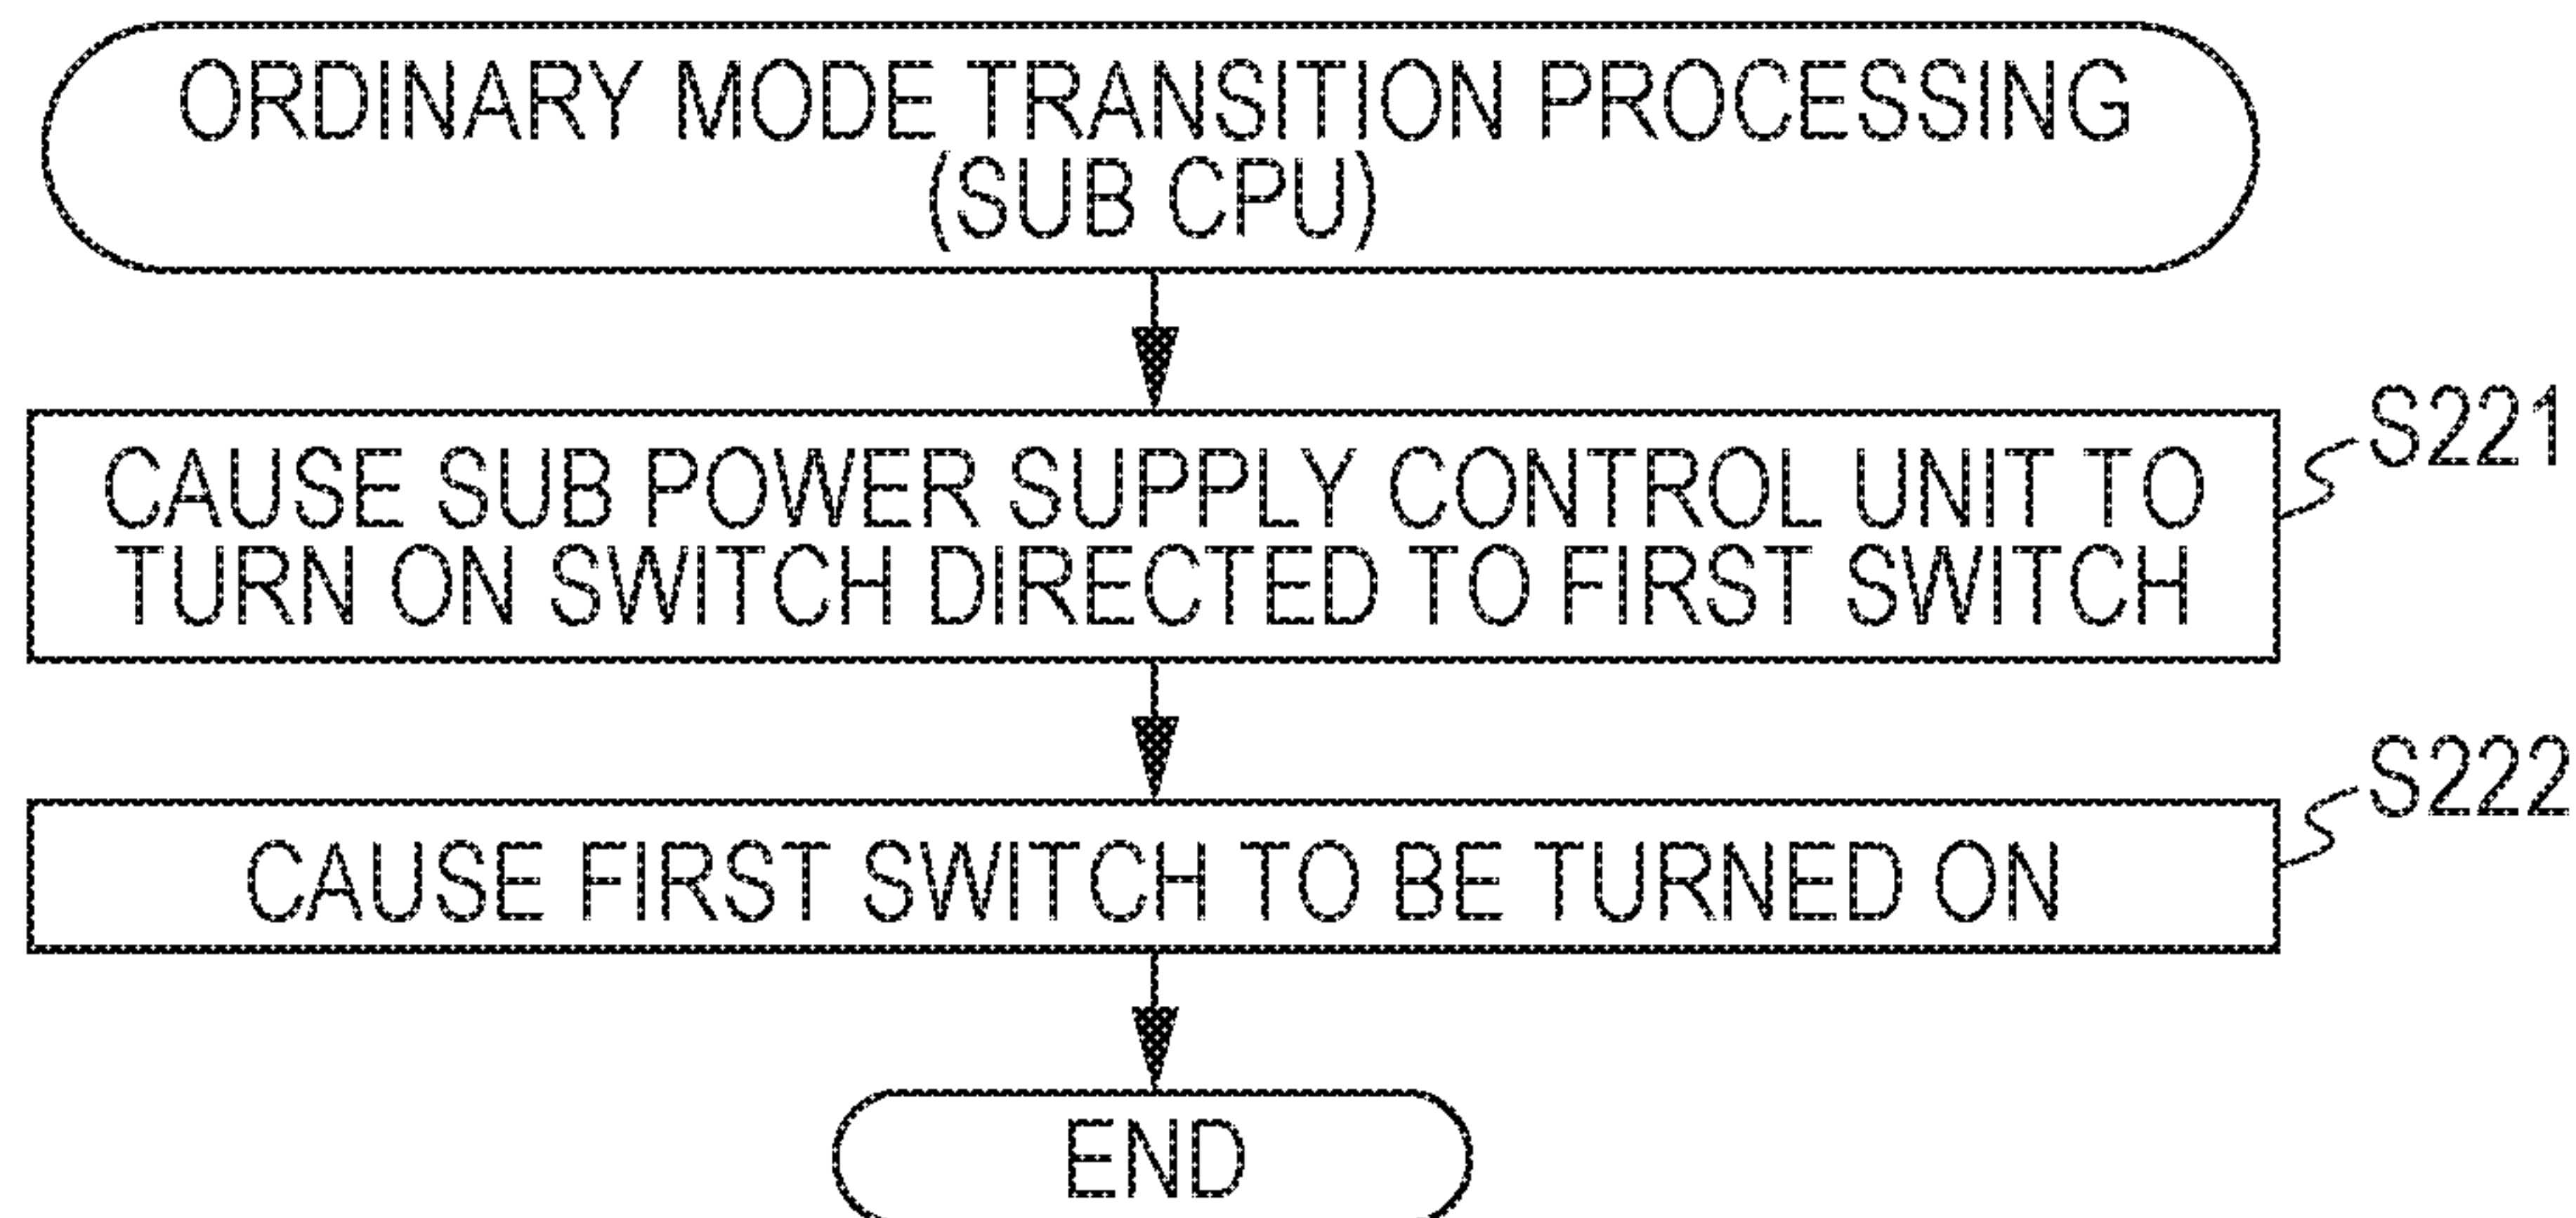 ORDINARY MODE TRANSITION PROCESSING
(SUB CPU)
S221
CAUSE SUB POWER SUPPLY CONTROL UNIT TO
TURN ON SWITCH DIRECTED TO FIRST SWITCH
S222
CAUSE FIRST SWITCH TO BE TURNED ON
END